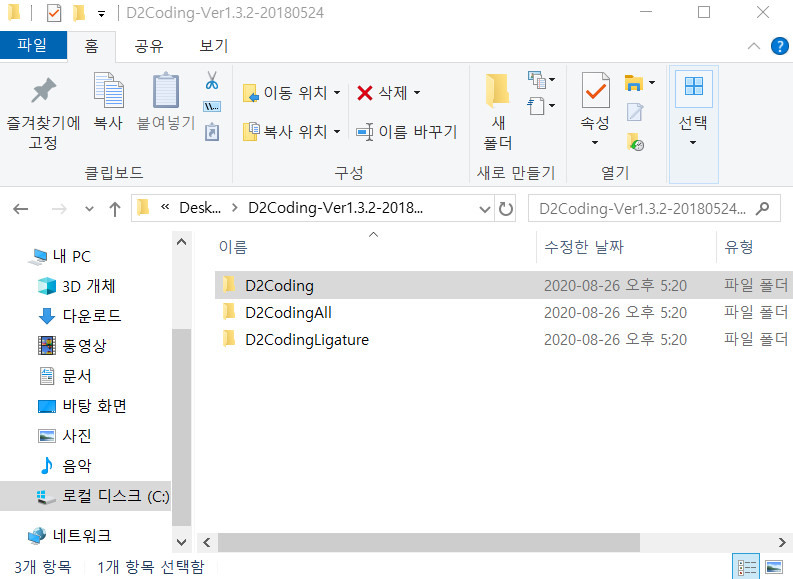 D2Coding-Ver1.3.2-20180524
파일 홈 공유 보기
즐겨찾기에 고정
복사
붙여넣기
W...
클립보드
이동 위치
복사 위치
삭제
이름 바꾸기
구성
새 폴더
새로 만들기
속성
열기
선택
« Desk... > D2Coding-Ver1.3.2-2018...
D2Coding-Ver1.3.2-20180524...
이름 수정한 날짜 유형
D2Coding 2020-08-26 오후 5:20 파일 폴더
D2CodingAll 2020-08-26 오후 5:20 파일 폴더
D2CodingLigature 2020-08-26 오후 5:20 파일 폴더
내 PC
3D 개체
다운로드
동영상
문서
바탕 화면
사진
음악
로컬 디스크 (C:)
네트워크
3개 항목 1개 항목 선택함